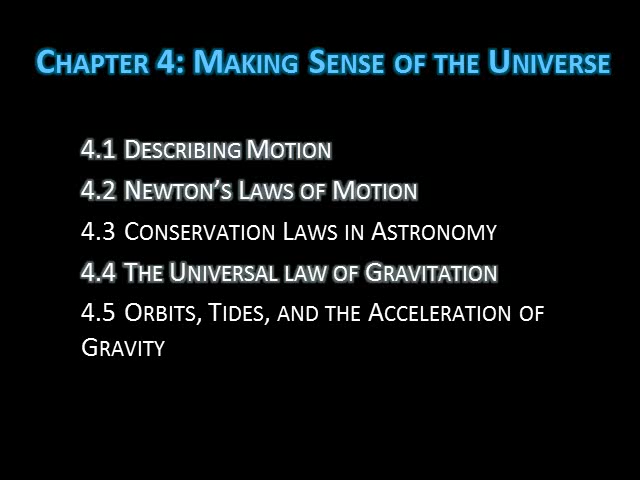 Chapter 4: Making Sense of the Universe
4.1 Describing Motion
4.2 Newton’s Laws of Motion
4.3 Conservation Laws in Astronomy
4.4 The Universal law of Gravitation
4.5 Orbits, Tides, and the Acceleration of
Gravity